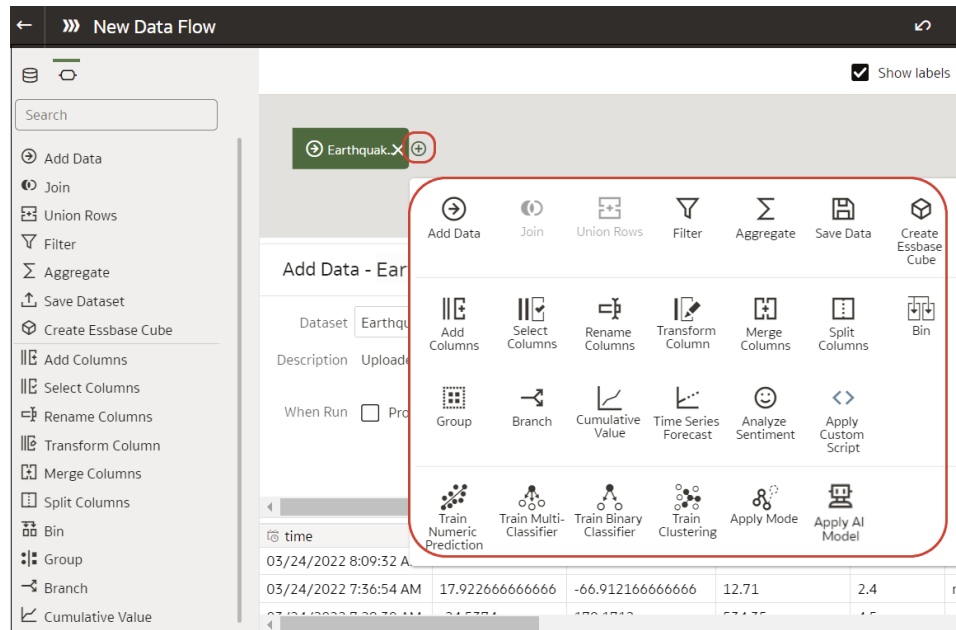 New Data Flow
Show labels
Search
Add Data
Join
Union Rows
Filter
Aggregate
Save Dataset
Create Essbase Cube
Add Columns
Select Columns
Rename Columns
Transform Column
Merge Columns
Split Columns
Bin
Group
Branch
Cumulative Value
Earthquak..
Add Data - Ear
Dataset Earthqu
Description Uploade
When Run Pro
Add Data
Join
Union Rows
Filter
Aggregate
Save Data
Create
Essbase
Cube
Add
Columns
Select
Columns
Rename
Columns
Transform
Column
Merge
Columns
Split
Columns
Bin
Group
Branch
Cumulative
Value
Time Series
Forecast
Analyze
Sentiment
Apply
Custom
Script
Train
Numeric
Prediction
Train Multi-
Classifier
Train Binary
Classifier
Train
Clustering
Apply Mode
Apply AI
Model
time
03/24/2022 8:09:32 A
03/24/2022 7:36:54 AM 17.922666666666 -66.912166666666 12.71 2.4